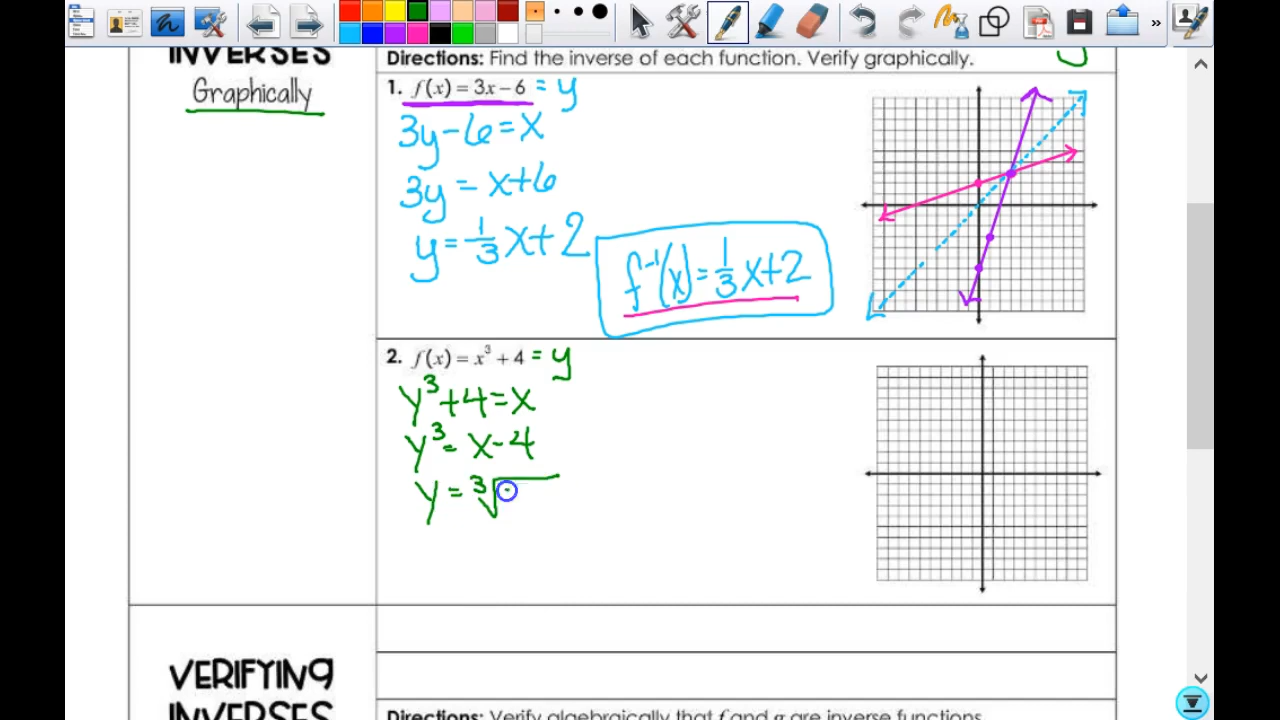 INVERSES
Graphically
Directions: Find the inverse of each function. Verify graphically.
y
1. f(x) = 3x – 6 = y
3y – 6 = x
3y = x + 6
y = 1/3 x + 2
f⁻¹(x) = 1/3 x + 2
2. f(x) = x³ + 4 = y
y³ + 4 = x
y³ = x - 4
y = ³√
VERIFYING
INVERSES
Directions: Verify algebraically that f and g are inverse functions.